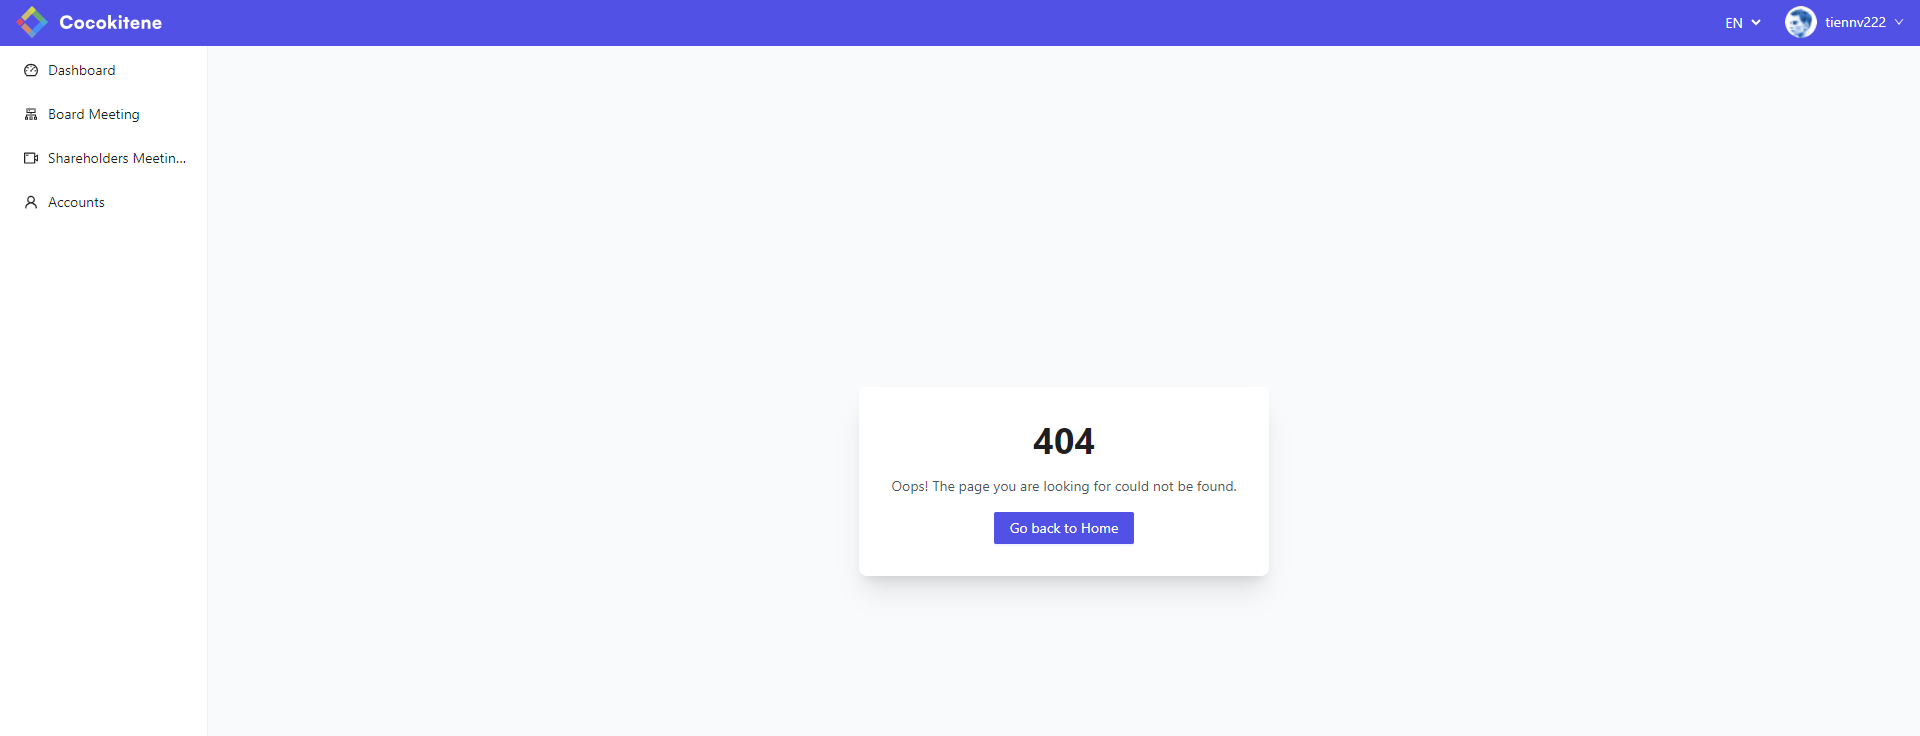 Cocokitene
EN
tiennv222
Dashboard
Board Meeting
Shareholders Meetin...
Accounts
404
Oops! The page you are looking for could not be found.
Go back to Home